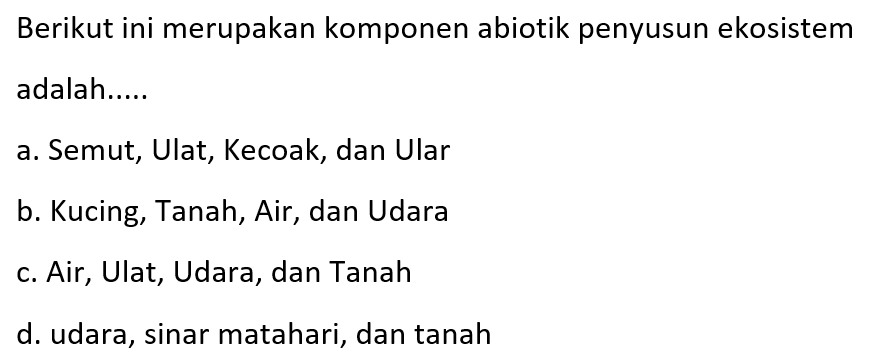 Berikut ini merupakan komponen abiotik penyusun ekosistem
adalah.....
a. Semut, Ulat, Kecoak, dan Ular
b. Kucing, Tanah, Air, dan Udara
c. Air, Ulat, Udara, dan Tanah
d. udara, sinar matahari, dan tanah